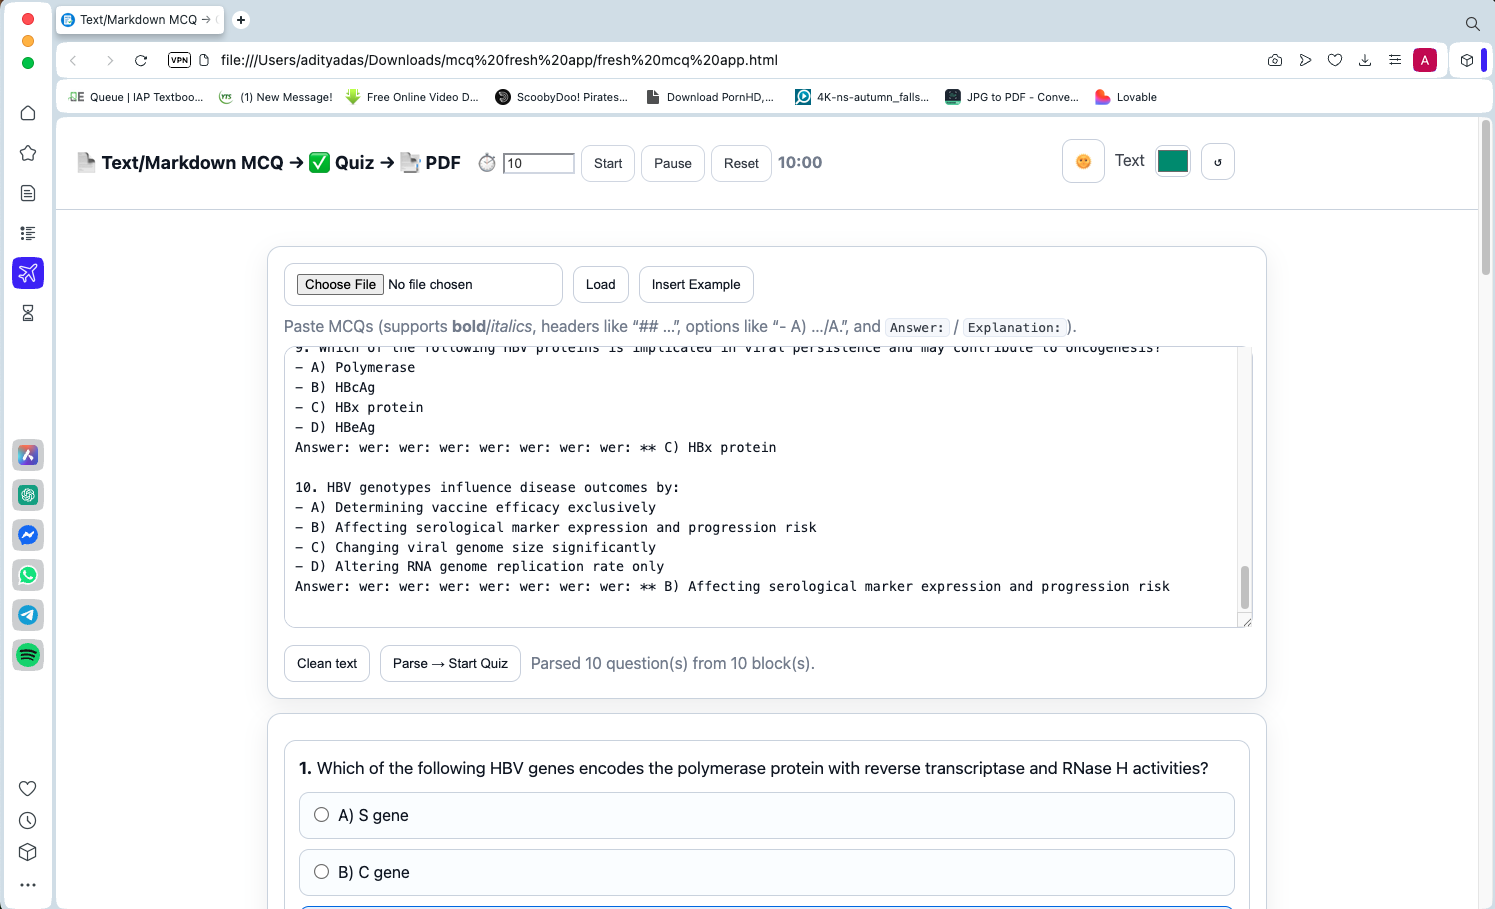 Text/Markdown MCQ →
VPN
file:///Users/adityadas/Downloads/mcq%20fresh%20app/fresh%20mcq%20app.html
A
Queue | IAP Textboo...
(1) New Message!
Free Online Video D...
ScoobyDoo! Pirates...
Download PornHD,...
4K-ns-autumn_falls...
JPG to PDF - Conve...
Lovable
Text/Markdown MCQ → ✅ Quiz → PDF
10
Start
Pause
Reset
10:00
Text
↺
Choose File No file chosen
Load
Insert Example
Paste MCQs (supports bold/italics, headers like “## …”, options like “- A) …/A.”, and Answer: / Explanation: ).
9. Which of the following HBV proteins is implicated in viral persistence and may contribute to oncogenesis?
- A) Polymerase
- B) HBcAg
- C) HBx protein
- D) HBeAg
Answer: wer: wer: wer: wer: wer: wer: wer: ** C) HBx protein
10. HBV genotypes influence disease outcomes by:
- A) Determining vaccine efficacy exclusively
- B) Affecting serological marker expression and progression risk
- C) Changing viral genome size significantly
- D) Altering RNA genome replication rate only
Answer: wer: wer: wer: wer: wer: wer: wer: ** B) Affecting serological marker expression and progression risk
Clean text
Parse → Start Quiz
Parsed 10 question(s) from 10 block(s).
1. Which of the following HBV genes encodes the polymerase protein with reverse transcriptase and RNase H activities?
A) S gene
B) C gene